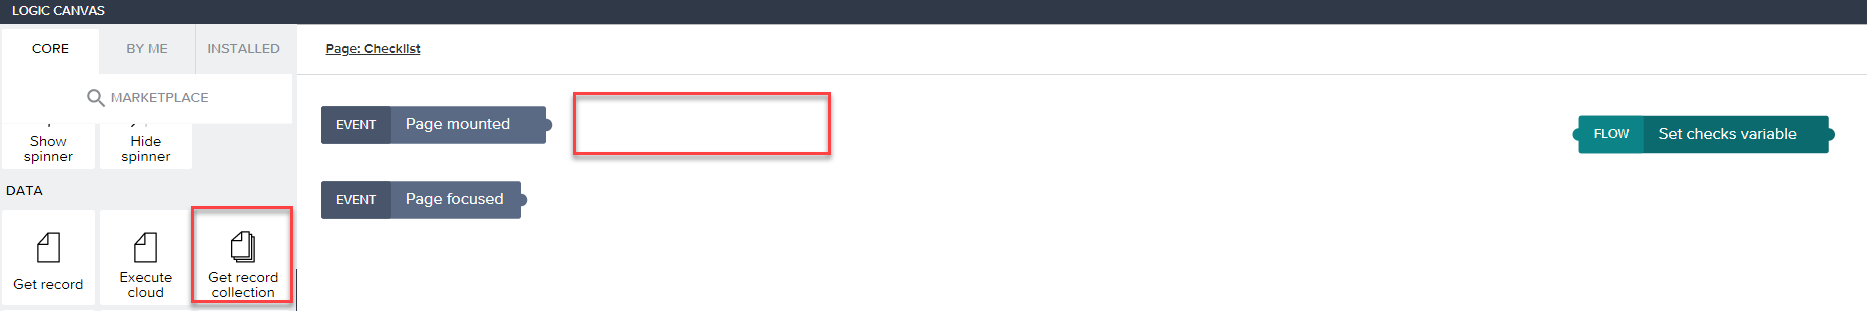 LOGIC CANVAS
CORE
BY ME
INSTALLED
MARKETPLACE
Show
spinner
Hide
spinner
DATA
Get record
Execute
cloud
Get record
collection
Page: Checklist
EVENT Page mounted
EVENT Page focused
FLOW Set checks variable